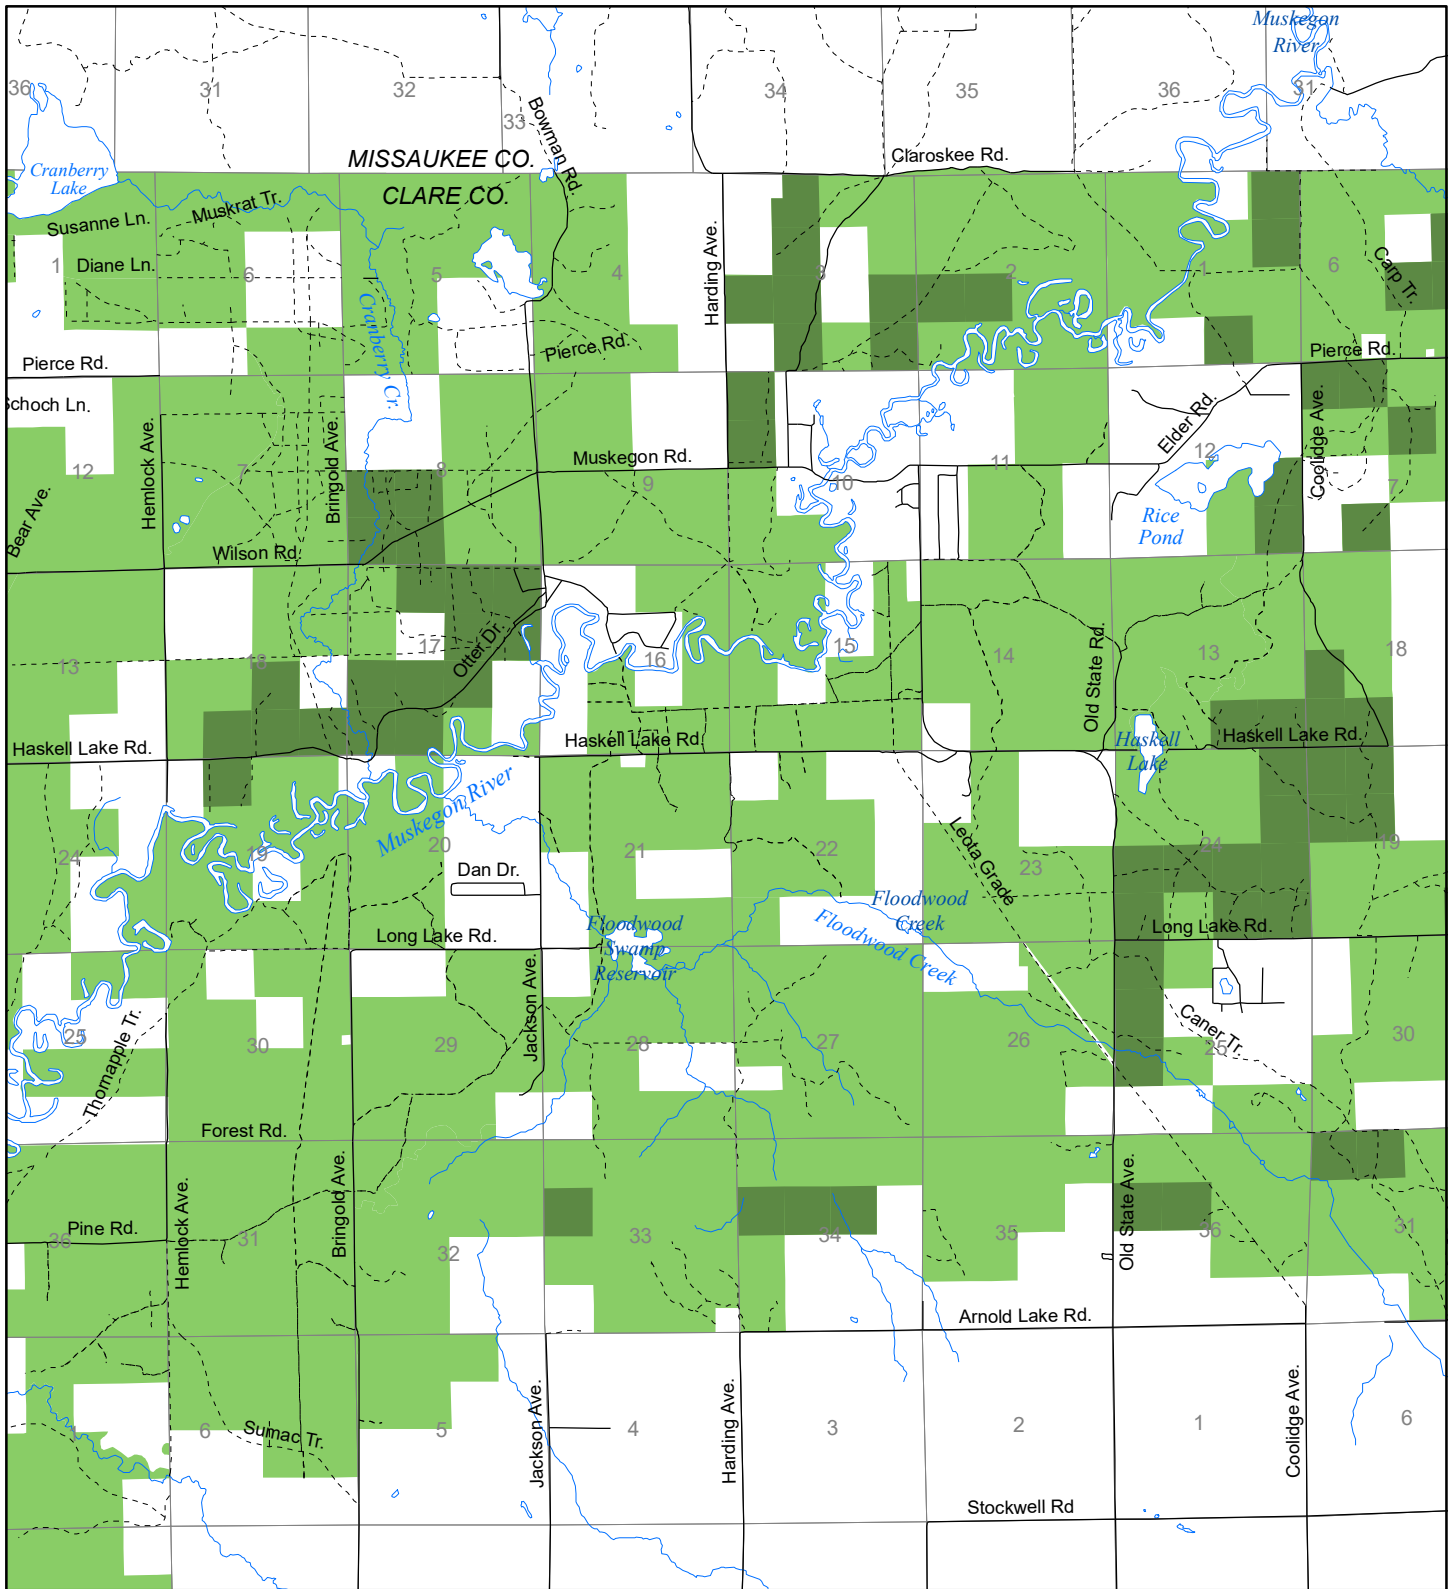 Muskegon
River
36
31
32
33
34
35
36
31
Bowman Rd.
MISSAUKEE CO.
Claroskee Rd.
Cranberry
Lake
CLARE CO.
Muskrat Tr.
Susanne Ln.
Harding Ave.
1
Diane Ln.
6
5
4
3
2
1
6
Carp Tr.
Cranberry Cr.
Pierce Rd.
Pierce Rd.
Pierce Rd.
Schoch Ln.
Hemlock Ave.
Bringold Ave.
Elder Rd.
Coolidge Ave.
12
7
8
Muskegon Rd.
9
10
11
12
7
Bear Ave.
Rice
Pond
Wilson Rd.
13
18
17
Otter Dr.
16
15
14
Old State Rd.
13
18
Haskell Lake Rd.
Haskell Lake Rd.
Haskell
Lake
Haskell Lake Rd.
Muskegon River
24
19
20
21
22
Leota Grade
23
24
19
Dan Dr.
Floodwood
Creek
Floodwood Creek
Floodwood
Swamp
Reservoir
Long Lake Rd.
Long Lake Rd.
Jackson Ave.
Thornapple Tr.
25
30
29
28
27
26
Caner Tr.
25
30
Forest Rd.
Hemlock Ave.
Bringold Ave.
Old State Ave.
Pine Rd.
36
31
32
33
34
35
36
31
Arnold Lake Rd.
Jackson Ave.
Harding Ave.
Coolidge Ave.
1
6
Sumac Tr.
5
4
3
2
1
6
Stockwell Rd